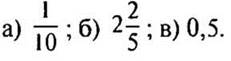 а) 1/10 ; б) 2 2/5 ; в) 0,5.